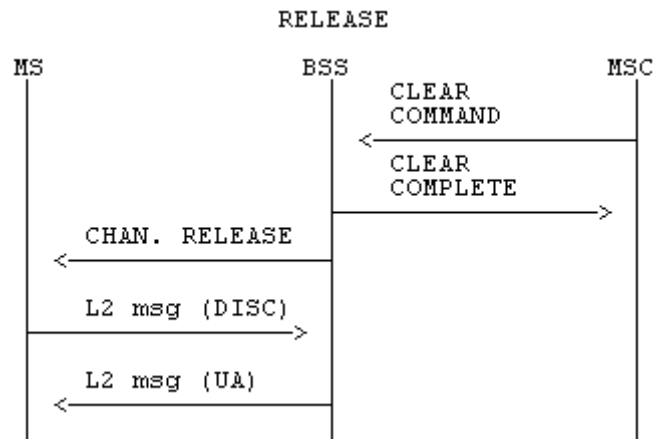 RELEASE
MS BSS MSC
CLEAR
COMMAND
CLEAR
COMPLETE
CHAN. RELEASE
L2 msg (DISC)
L2 msg (UA)